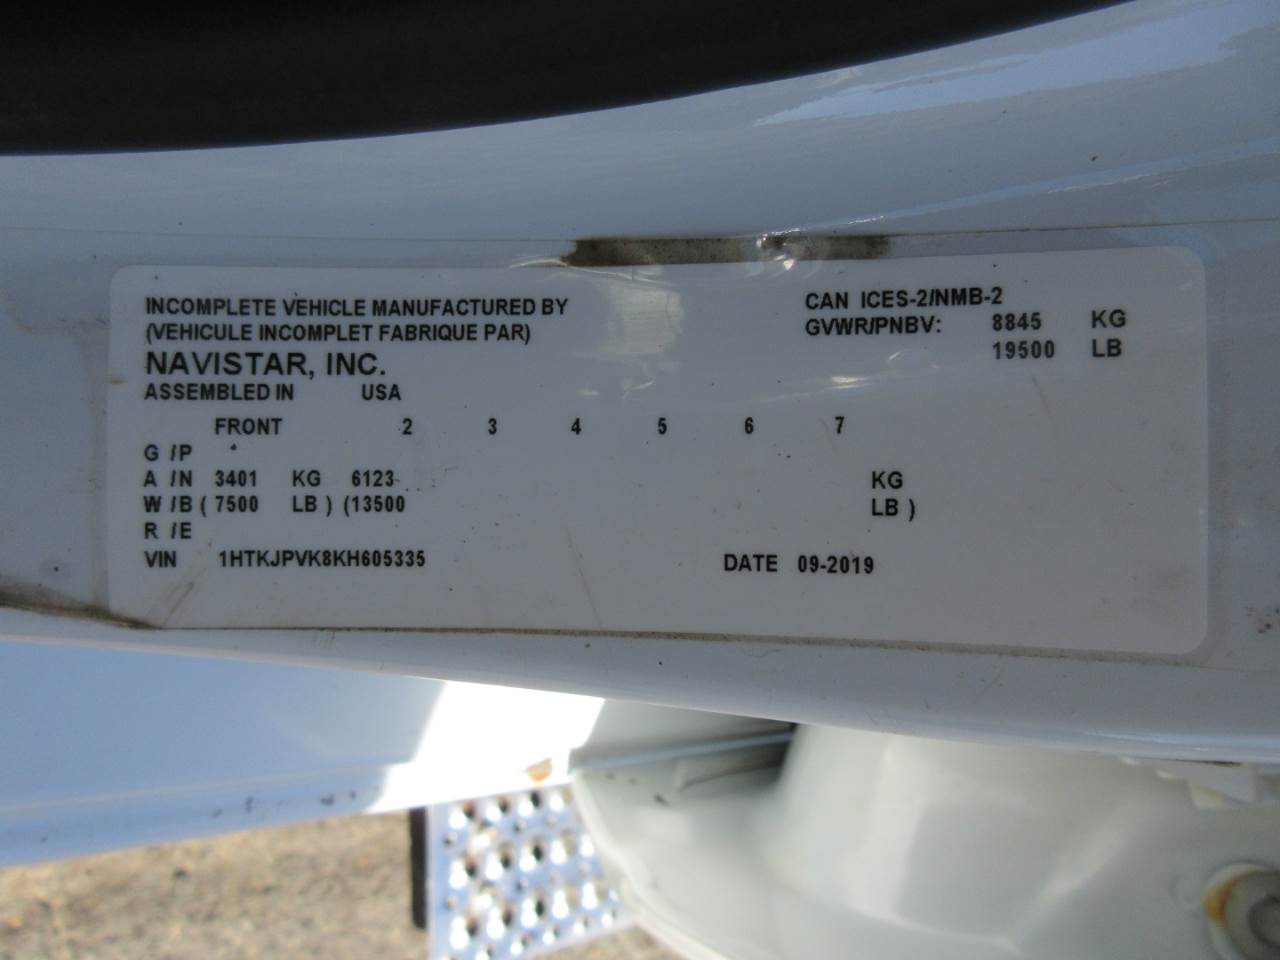 INCOMPLETE VEHICLE MANUFACTURED BY
(VEHICULE INCOMPLET FABRIQUE PAR)
NAVISTAR, INC.
ASSEMBLED IN USA
CAN ICES-2/NMB-2
GVWR/PNBV: 8845 KG
19500 LB
FRONT 2 3 4 5 6 7
G /P
A /N 3401 KG 6123 KG
W /B ( 7500 LB ) (13500 LB )
R /E
VIN 1HTKJPVK8KH605335 DATE 09-2019